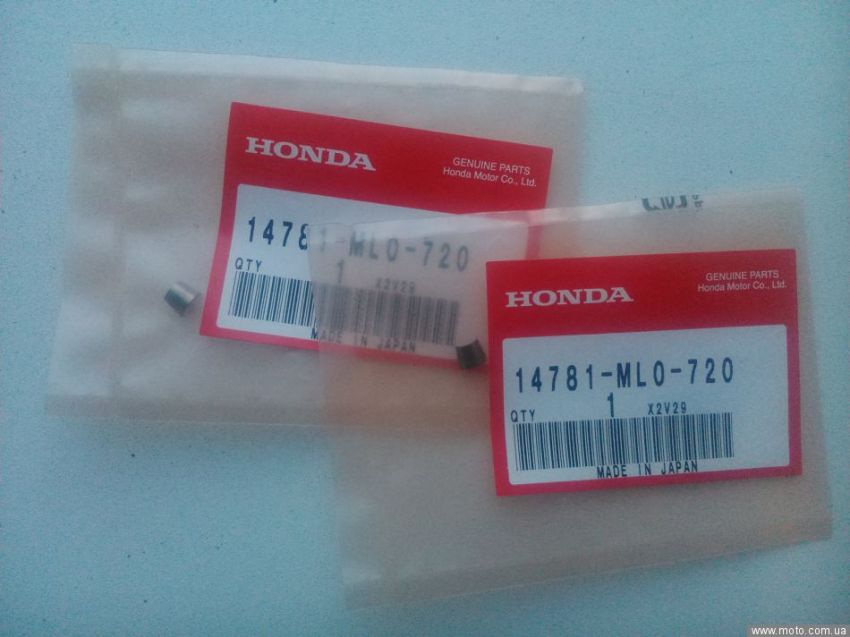 HONDA
GENUINE PARTS
Honda Motor Co., Ltd.
14781-ML0-720
QTY 1 X2V29
MADE IN JAPAN
HONDA
GENUINE PARTS
Honda Motor Co., Ltd.
14781-ML0-720
QTY 1 X2V29
MADE IN JAPAN
www.moto.com.ua